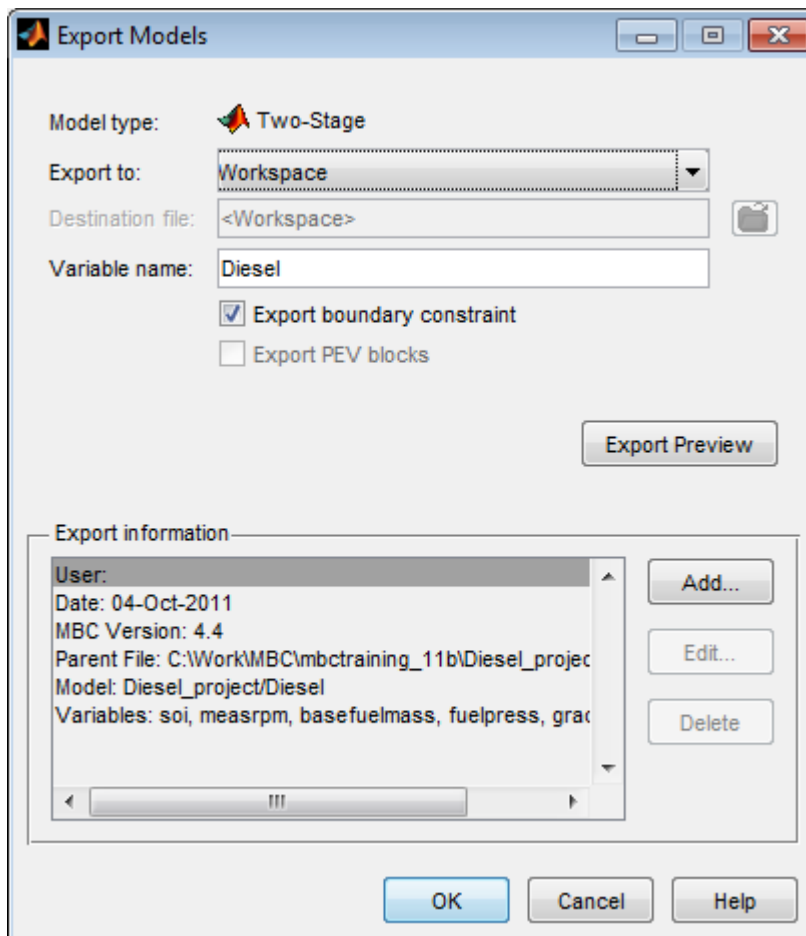 Export Models
Model type: Two-Stage
Export to: Workspace
Destination file: <Workspace>
Variable name: Diesel
Export boundary constraint
Export PEV blocks
Export Preview
Export information
User:
Date: 04-Oct-2011
MBC Version: 4.4
Parent File: C:\Work\MBC\mbctraining_11b\Diesel_projec
Model: Diesel_project/Diesel
Variables: soi, measrpm, basefuelmass, fuelpress, grac
Add...
Edit...
Delete
OK Cancel Help